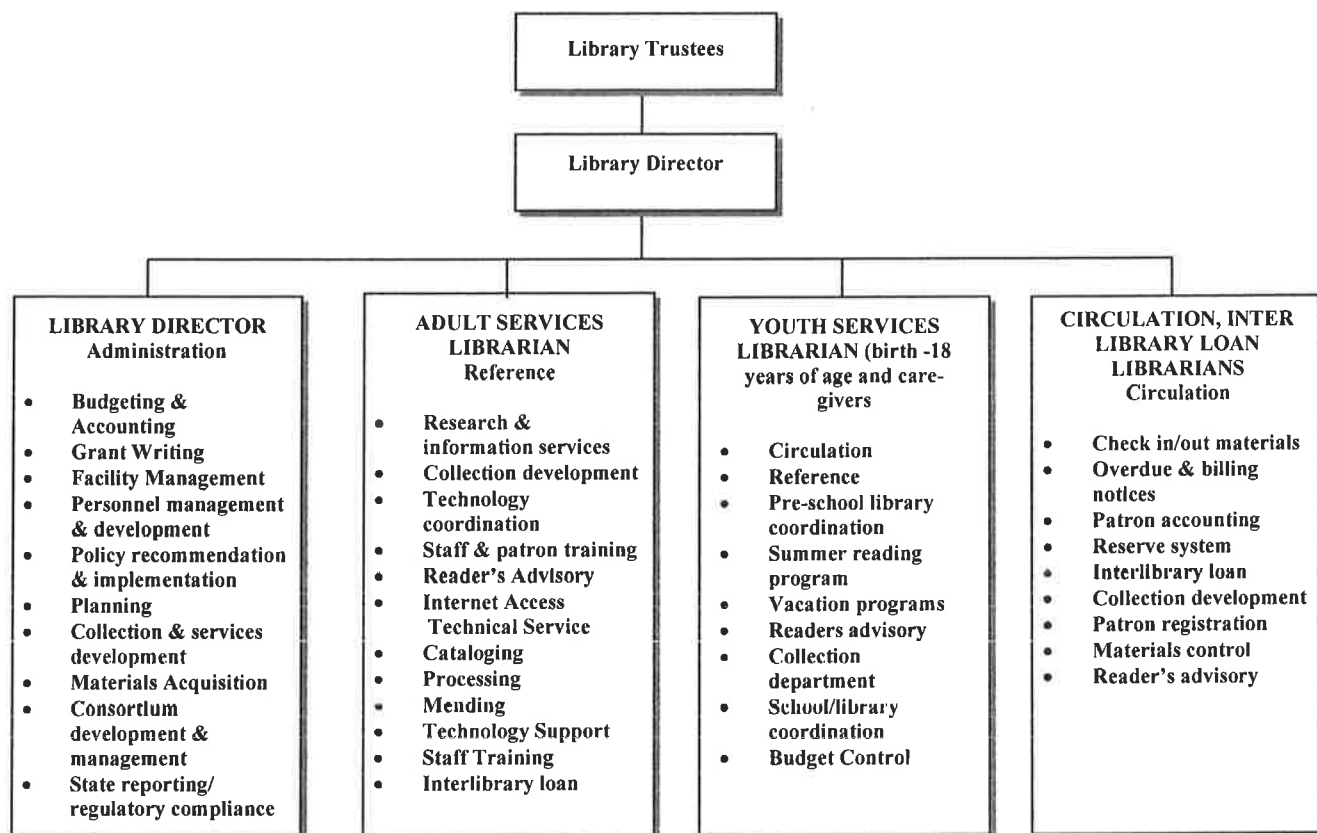 Library Trustees
Library Director
LIBRARY DIRECTOR
Administration
• Budgeting &
Accounting
• Grant Writing
• Facility Management
• Personnel management
& development
• Policy recommendation
& implementation
• Planning
• Collection & services
development
• Materials Acquisition
• Consortium
development &
management
• State reporting/
regulatory compliance
ADULT SERVICES
LIBRARIAN
Reference
• Research &
information services
• Collection development
• Technology
coordination
• Staff & patron training
• Reader's Advisory
• Internet Access
Technical Service
• Cataloging
• Processing
• Mending
• Technology Support
• Staff Training
• Interlibrary loan
YOUTH SERVICES
LIBRARIAN (birth -18
years of age and care-
givers
• Circulation
• Reference
• Pre-school library
coordination
• Summer reading
program
• Vacation programs
• Readers advisory
• Collection
department
• School/library
coordination
• Budget Control
CIRCULATION, INTER
LIBRARY LOAN
LIBRARIANS
Circulation
• Check in/out materials
• Overdue & billing
notices
• Patron accounting
• Reserve system
• Interlibrary loan
• Collection development
• Patron registration
• Materials control
• Reader's advisory